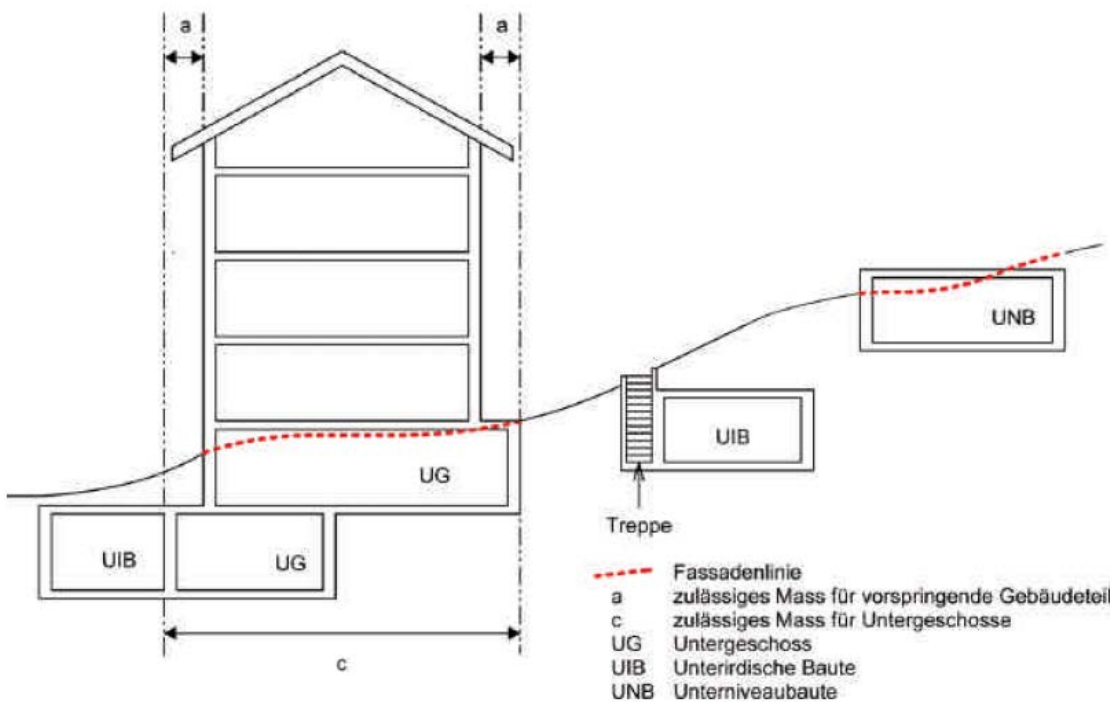 a
a
UNB
UIB
UG
Treppe
UIB
UG
Fassadenlinie
a zulässiges Mass für vorspringende Gebäudeteil
c zulässiges Mass für Untergeschosse
UG Untergeschoss
UIB Unterirdische Baute
UNB Unterniveaubaute
c